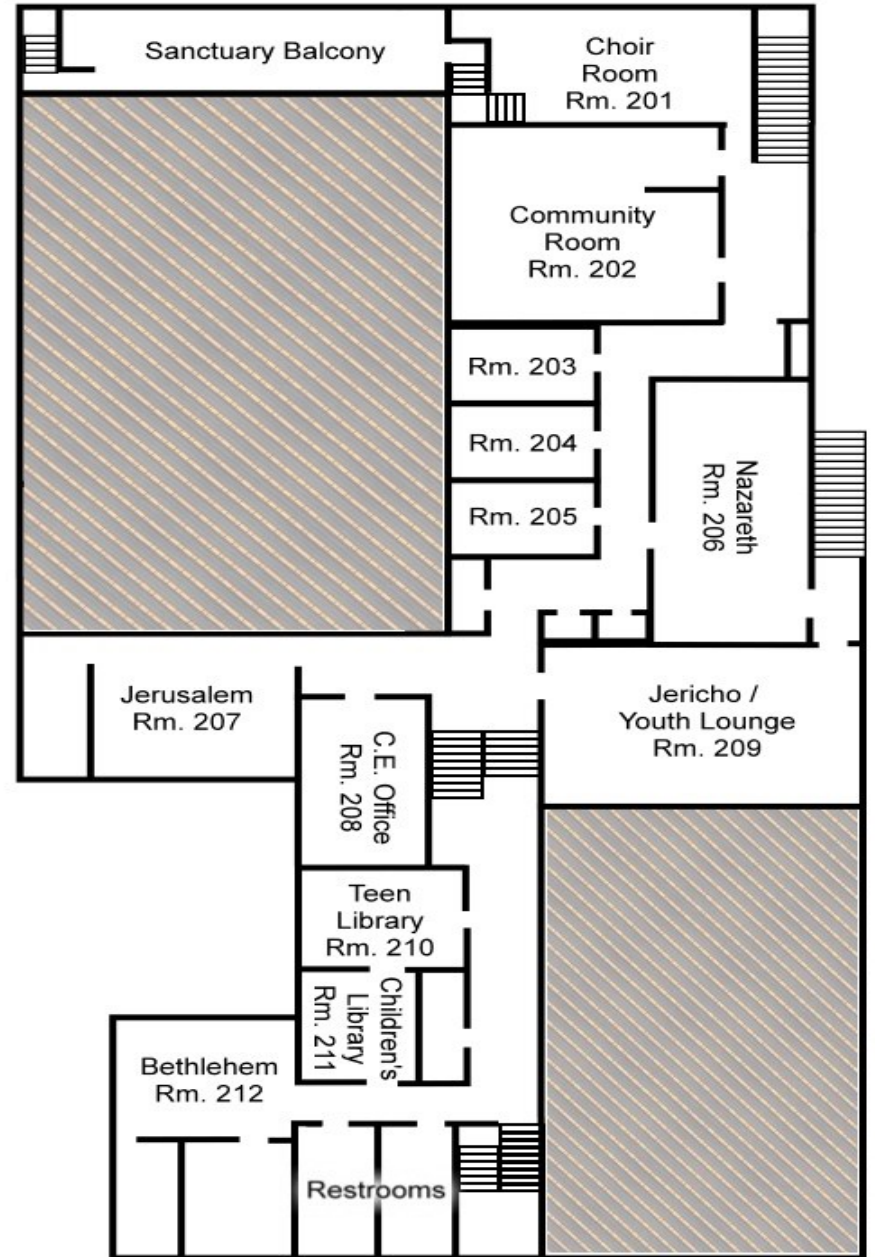 Sanctuary Balcony
Choir
Room
Rm. 201
Community
Room
Rm. 202
Rm. 203
Rm. 204
Rm. 205
Nazareth
Rm. 206
Jerusalem
Rm. 207
C.E. Office
Rm. 208
Jericho /
Youth Lounge
Rm. 209
Teen
Library
Rm. 210
Children's
Library
Rm. 211
Bethlehem
Rm. 212
Restrooms